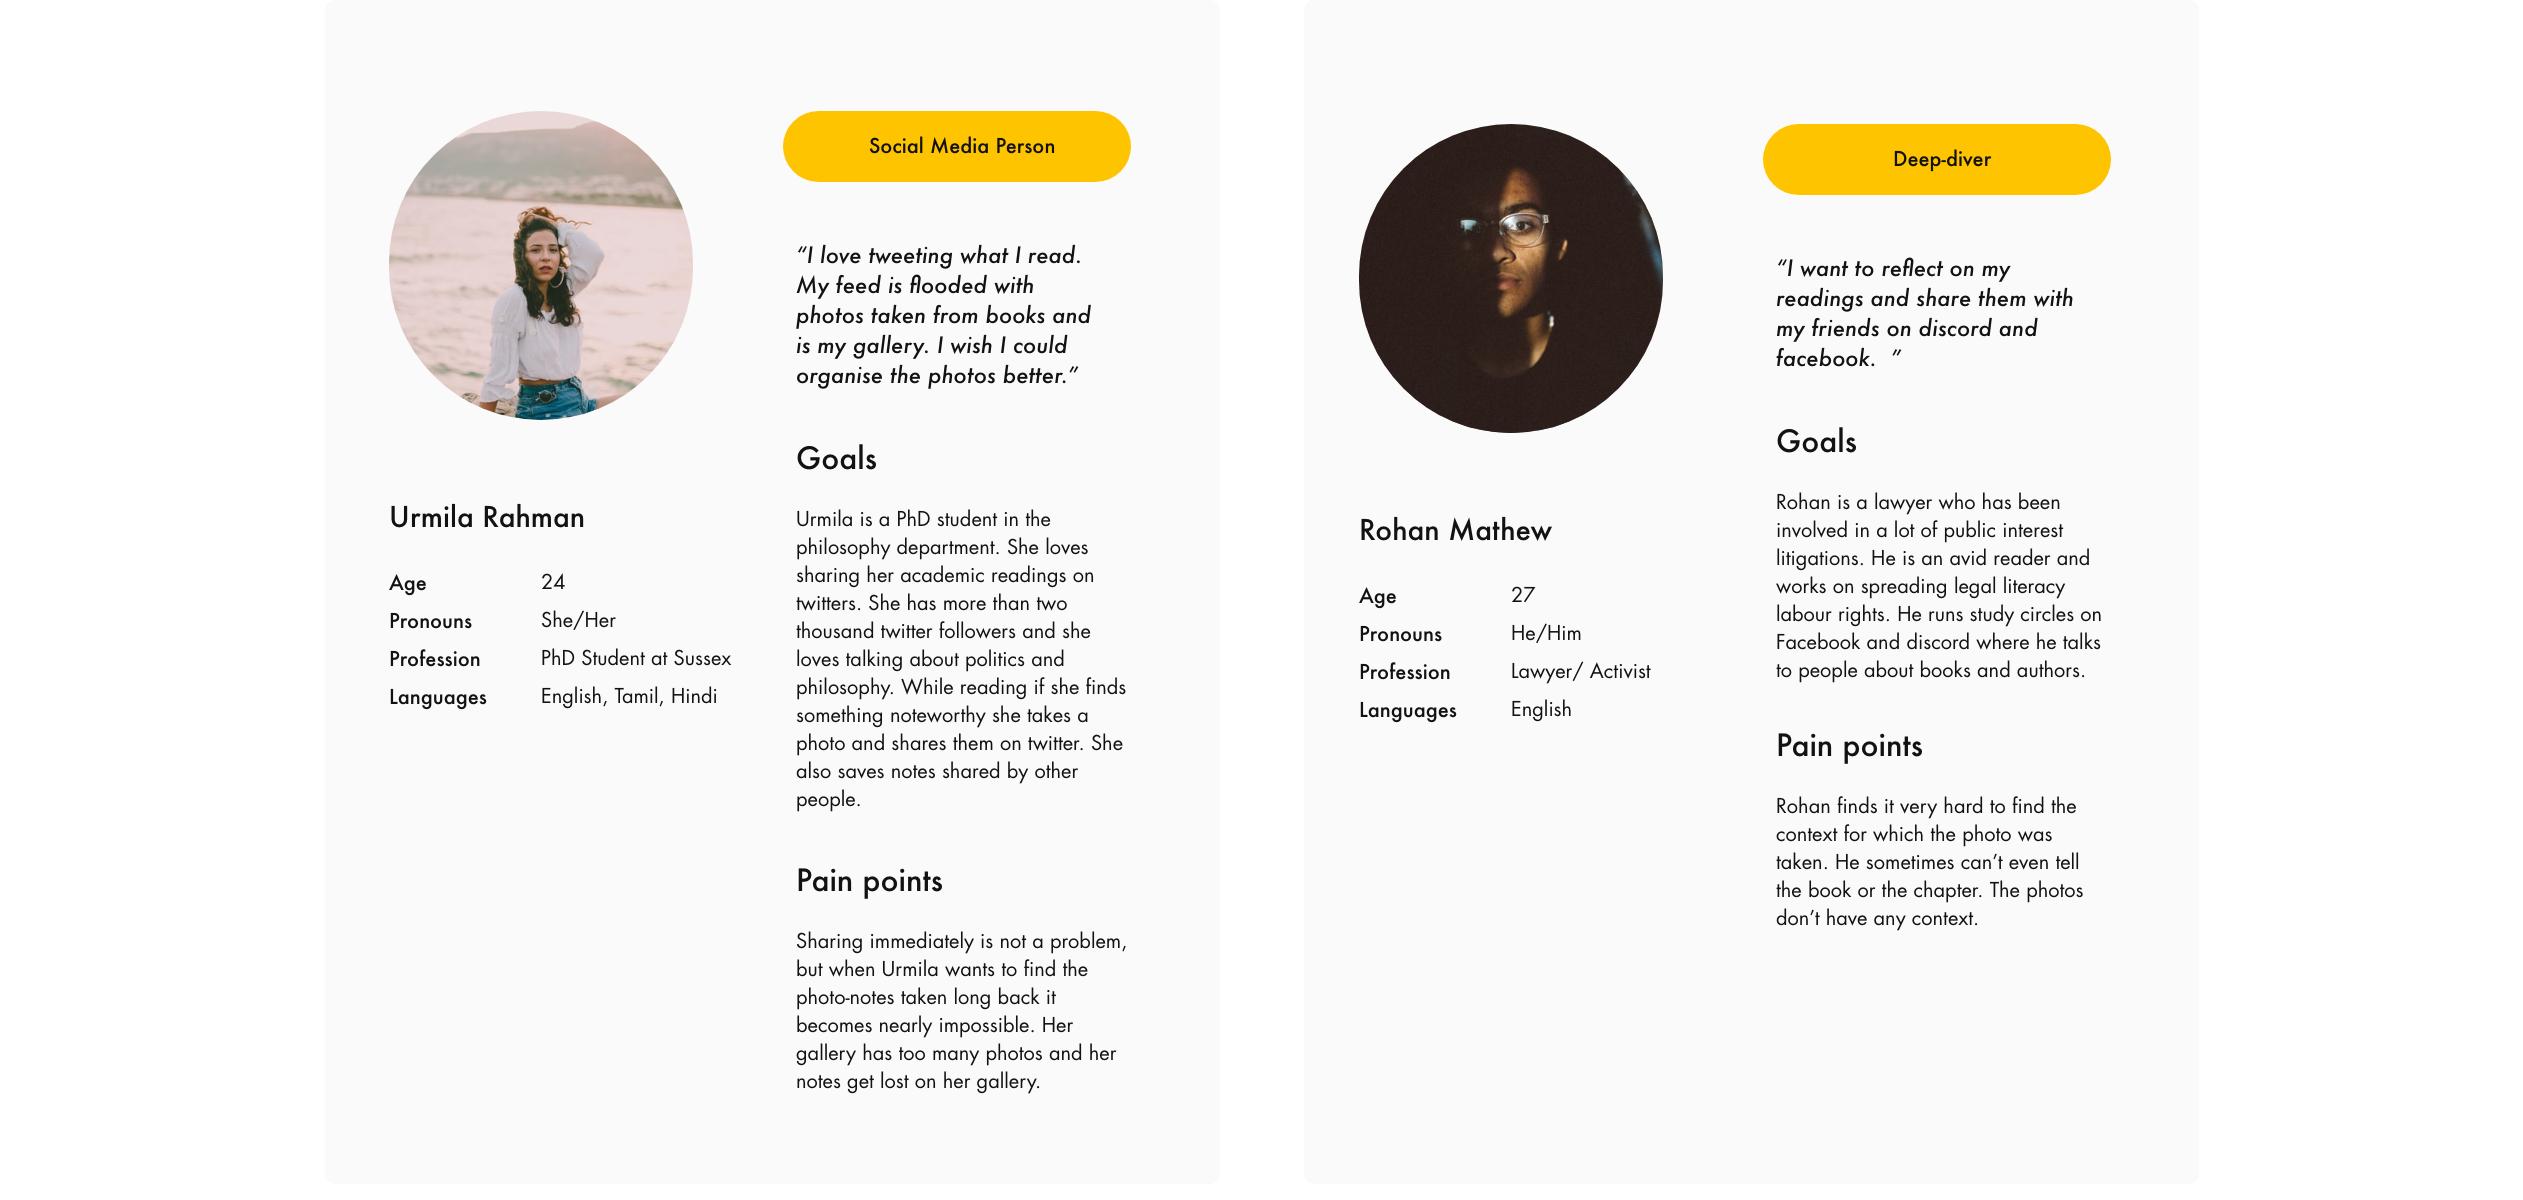 Social Media Person
“I love tweeting what I read.
My feed is flooded with
photos taken from books and
is my gallery. I wish I could
organise the photos better.”
Goals
Urmila is a PhD student in the
philosophy department. She loves
sharing her academic readings on
twitters. She has more than two
thousand twitter followers and she
loves talking about politics and
philosophy. While reading if she finds
something noteworthy she takes a
photo and shares them on twitter. She
also saves notes shared by other
people.
Pain points
Sharing immediately is not a problem,
but when Urmila wants to find the
photo-notes taken long back it
becomes nearly impossible. Her
gallery has too many photos and her
notes get lost on her gallery.
Urmila Rahman
Age 24
Pronouns She/Her
Profession PhD Student at Sussex
Languages English, Tamil, Hindi
Deep-diver
“I want to reflect on my
readings and share them with
my friends on discord and
facebook. ”
Goals
Rohan is a lawyer who has been
involved in a lot of public interest
litigations. He is an avid reader and
works on spreading legal literacy
labour rights. He runs study circles on
Facebook and discord where he talks
to people about books and authors.
Pain points
Rohan finds it very hard to find the
context for which the photo was
taken. He sometimes can’t even tell
the book or the chapter. The photos
don’t have any context.
Rohan Mathew
Age 27
Pronouns He/Him
Profession Lawyer/ Activist
Languages English